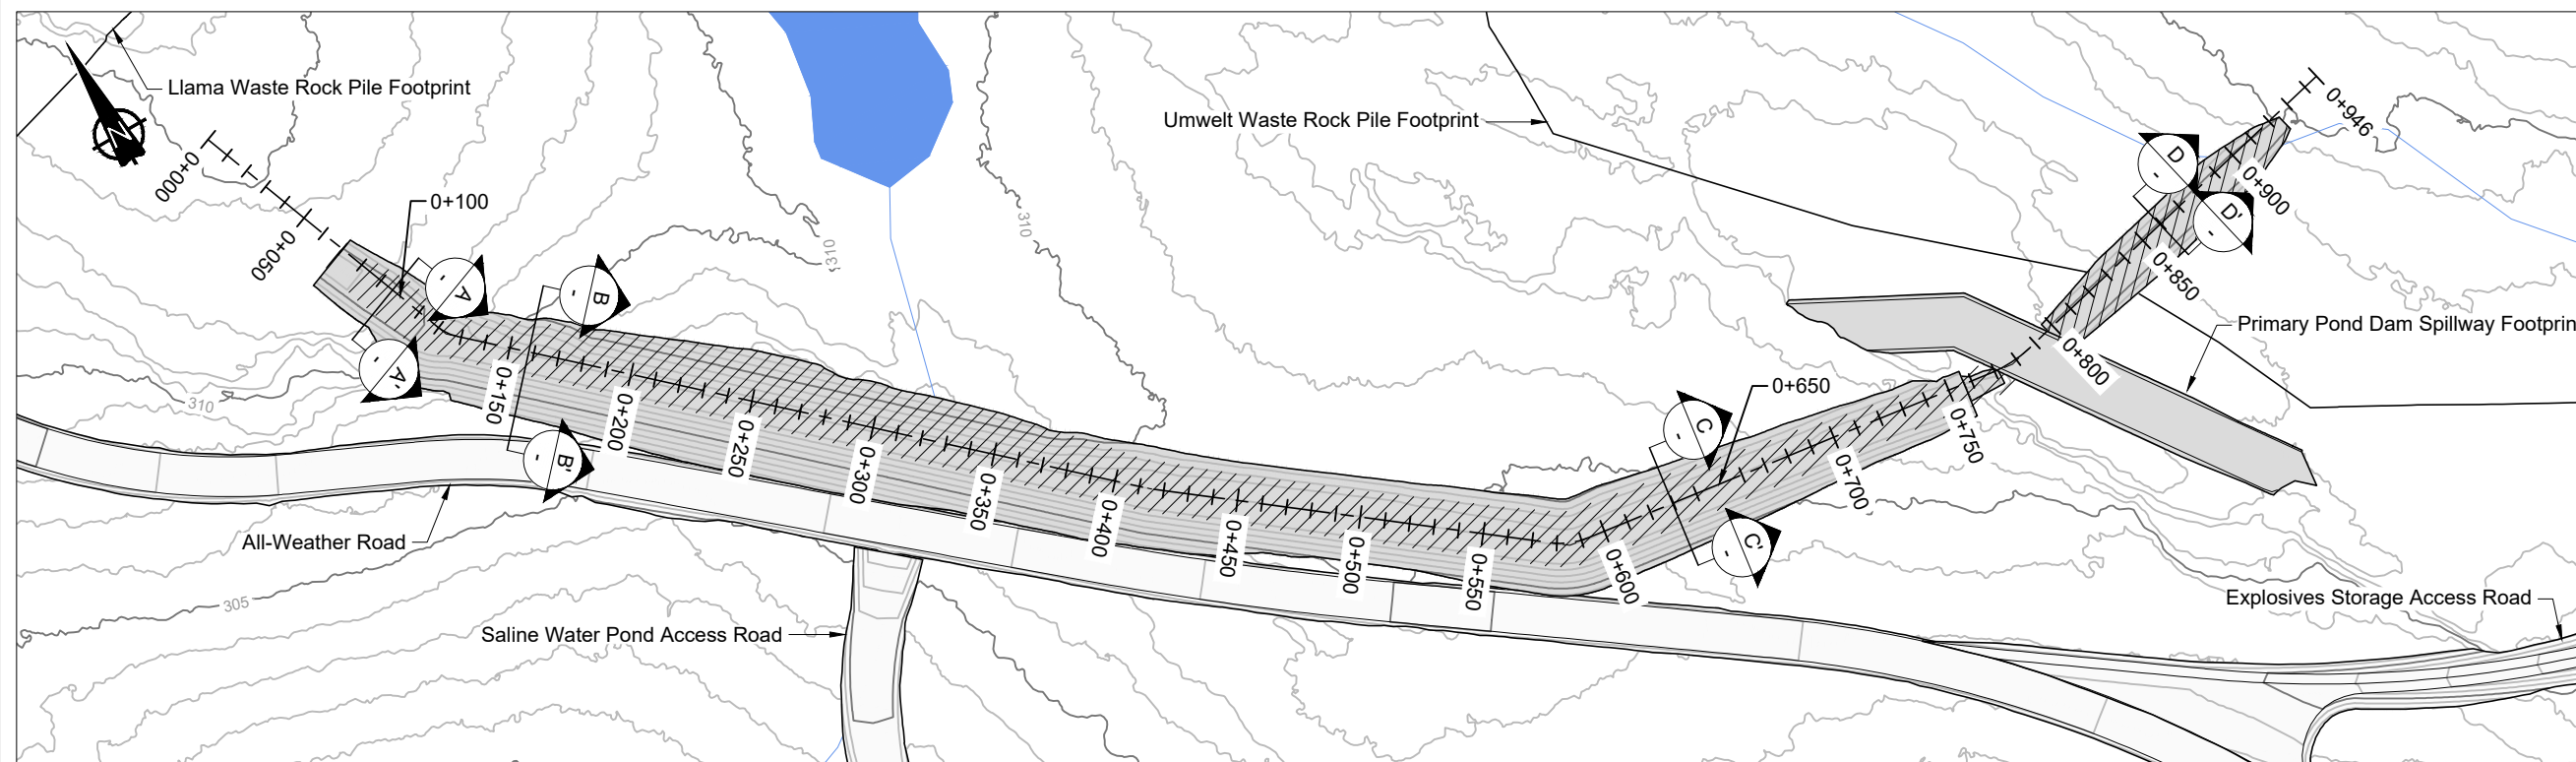 Llama Waste Rock Pile Footprint
N
0+000
0+050
0+100
A
-
A'
-
B
-
B'
-
310
310
310
305
0+150
0+200
0+250
0+300
0+350
0+400
0+450
0+500
0+550
0+600
0+650
0+700
0+750
0+800
0+850
0+900
0+946
C
-
C'
-
D
-
D'
-
Umwelt Waste Rock Pile Footprint
Primary Pond Dam Spillway Footprin
All-Weather Road
Saline Water Pond Access Road
Explosives Storage Access Road